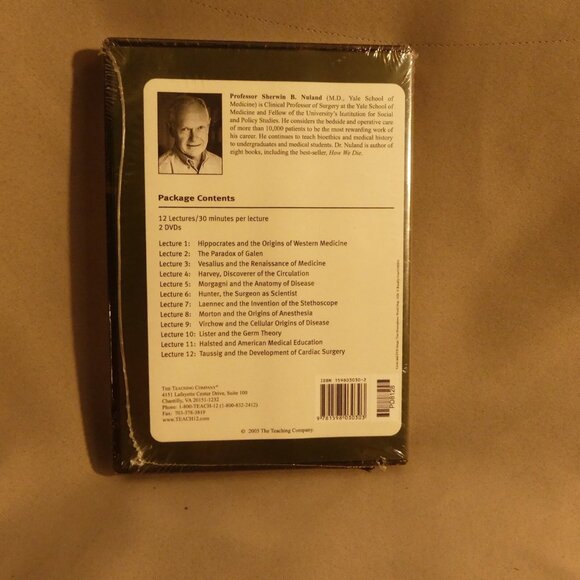 Professor Sherwin B. Nuland (M.D., Yale School of
Medicine) is Clinical Professor of Surgery at the Yale School of
Medicine and Fellow of the University's Institution for Social
and Policy Studies. He considers the bedside and operative care
of more than 10,000 patients to be the most rewarding work of
his career. He continues to teach bioethics and medical history
to undergraduates and medical students. Dr. Nuland is author of
eight books, including the best-seller, How We Die.
Package Contents
12 Lectures/30 minutes per lecture
2 DVDs
Lecture 1: Hippocrates and the Origins of Western Medicine
Lecture 2: The Paradox of Galen
Lecture 3: Vesalius and the Renaissance of Medicine
Lecture 4: Harvey, Discoverer of the Circulation
Lecture 5: Morgagni and the Anatomy of Disease
Lecture 6: Hunter, the Surgeon as Scientist
Lecture 7: Laennec and the Invention of the Stethoscope
Lecture 8: Morton and the Origins of Anesthesia
Lecture 9: Virchow and the Cellular Origins of Disease
Lecture 10: Lister and the Germ Theory
Lecture 11: Halsted and American Medical Education
Lecture 12: Taussig and the Development of Cardiac Surgery
THE TEACHING COMPANY®
4151 Lafayette Center Drive, Suite 100
Chantilly, VA 20151-1232
Phone: 1-800-TEACH-12 (1-800-832-2412)
Fax: 703-378-3819
www.TEACH12.com
ISBN 159803030-2
9 781598 030303
PD8128
© 2005 The Teaching Company.